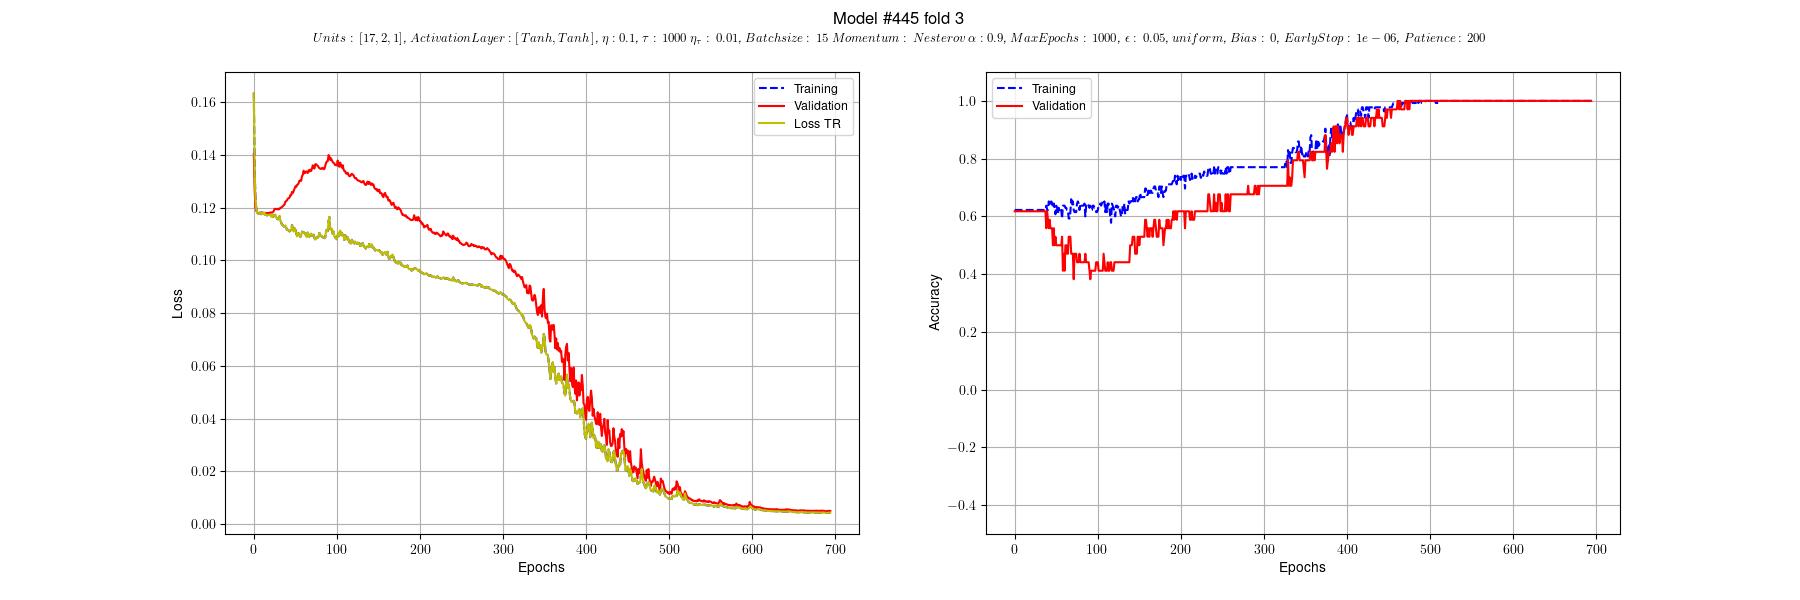 Model #445 fold 3
Units : [17, 2, 1], ActivationLayer : [Tanh, Tanh], η : 0.1, τ : 1000 ητ : 0.01, Batchsize : 15 Momentum : Nesterov α : 0.9, MaxEpochs : 1000, ϵ : 0.05, uniform, Bias : 0, EarlyStop : 1e − 06, Patience : 200
Training
Validation
Loss TR
0.16
0.14
0.12
0.10
0.08
0.06
0.04
0.02
0.00
Loss
0 100 200 300 400 500 600 700
Epochs
Training
Validation
1.0
0.8
0.6
0.4
0.2
0.0
−0.2
−0.4
Accuracy
0 100 200 300 400 500 600 700
Epochs